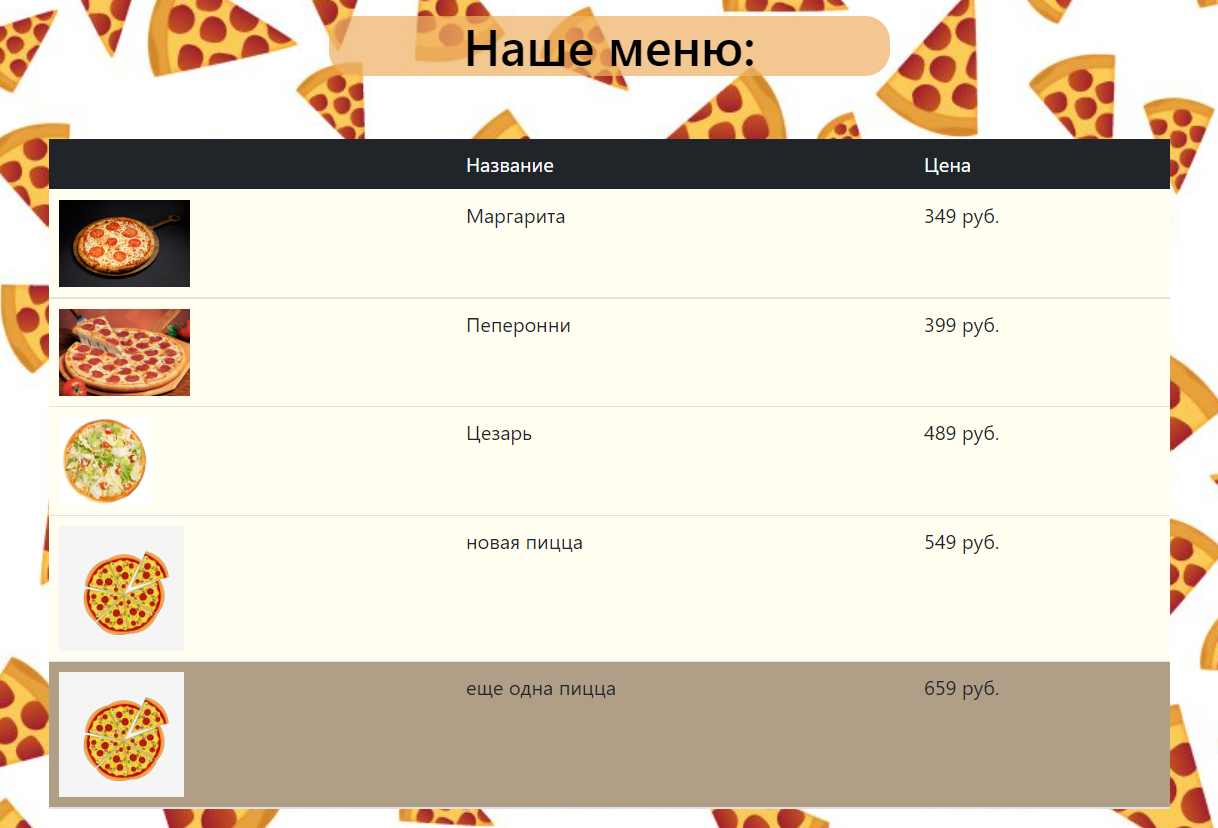 Наше меню:
Название Цена
Маргарита 349 руб.
Пеперонни 399 руб.
Цезарь 489 руб.
новая пицца 549 руб.
еще одна пицца 659 руб.